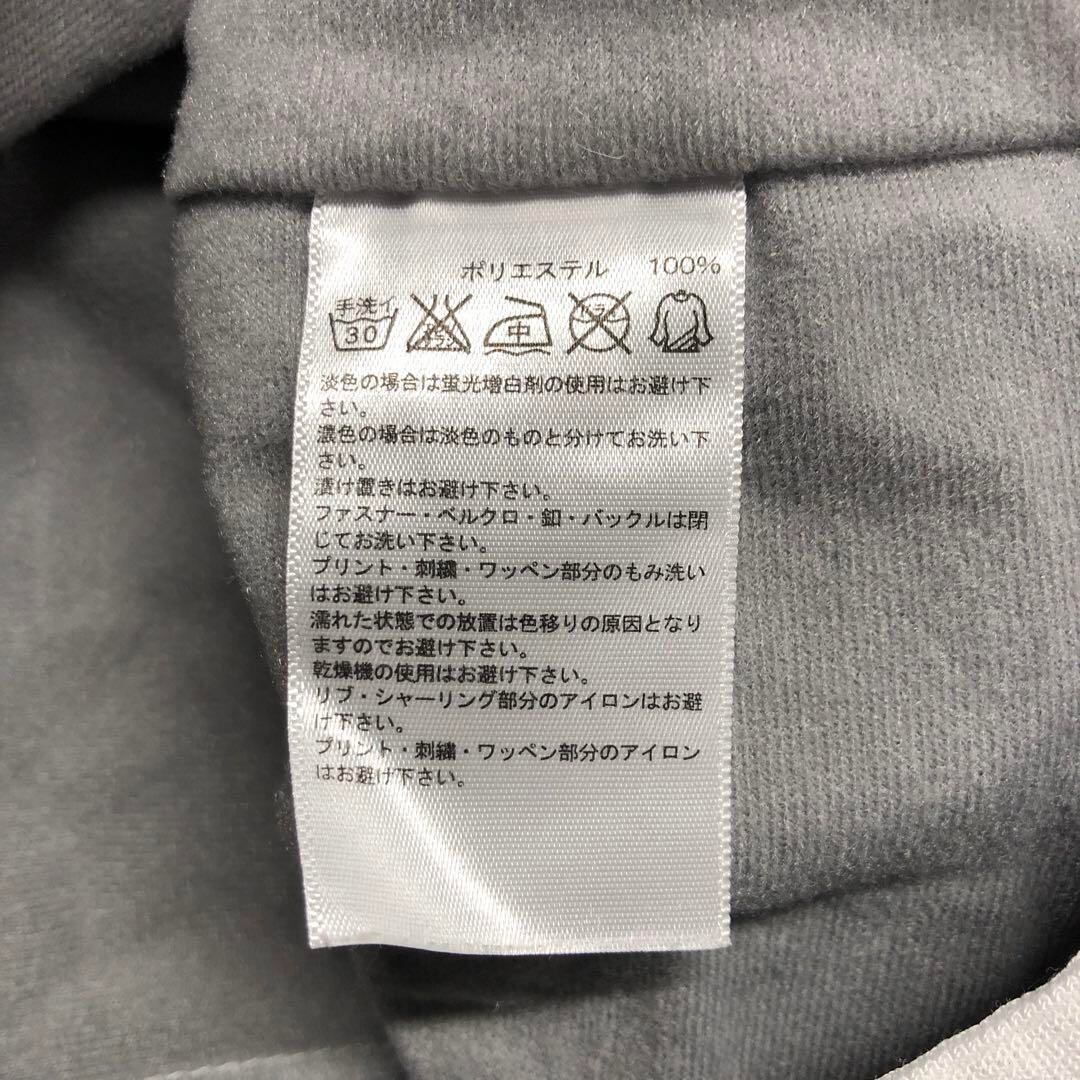 ポリエステル 100%
手洗イ
30
エンソサラシ
中
ドライ
淡色の場合は蛍光増白剤の使用はお避け下
さい。
濃色の場合は淡色のものと分けてお洗い下
さい。
漬け置きはお避け下さい。
ファスナー・ベルクロ・釦・バックルは閉
じてお洗い下さい。
プリント・刺繍・ワッペン部分のもみ洗い
はお避け下さい。
濡れた状態での放置は色移りの原因となり
ますのでお避け下さい。
乾燥機の使用はお避け下さい。
リブ・シャーリング部分のアイロンはお避
け下さい。
プリント・刺繍・ワッペン部分のアイロン
はお避け下さい。